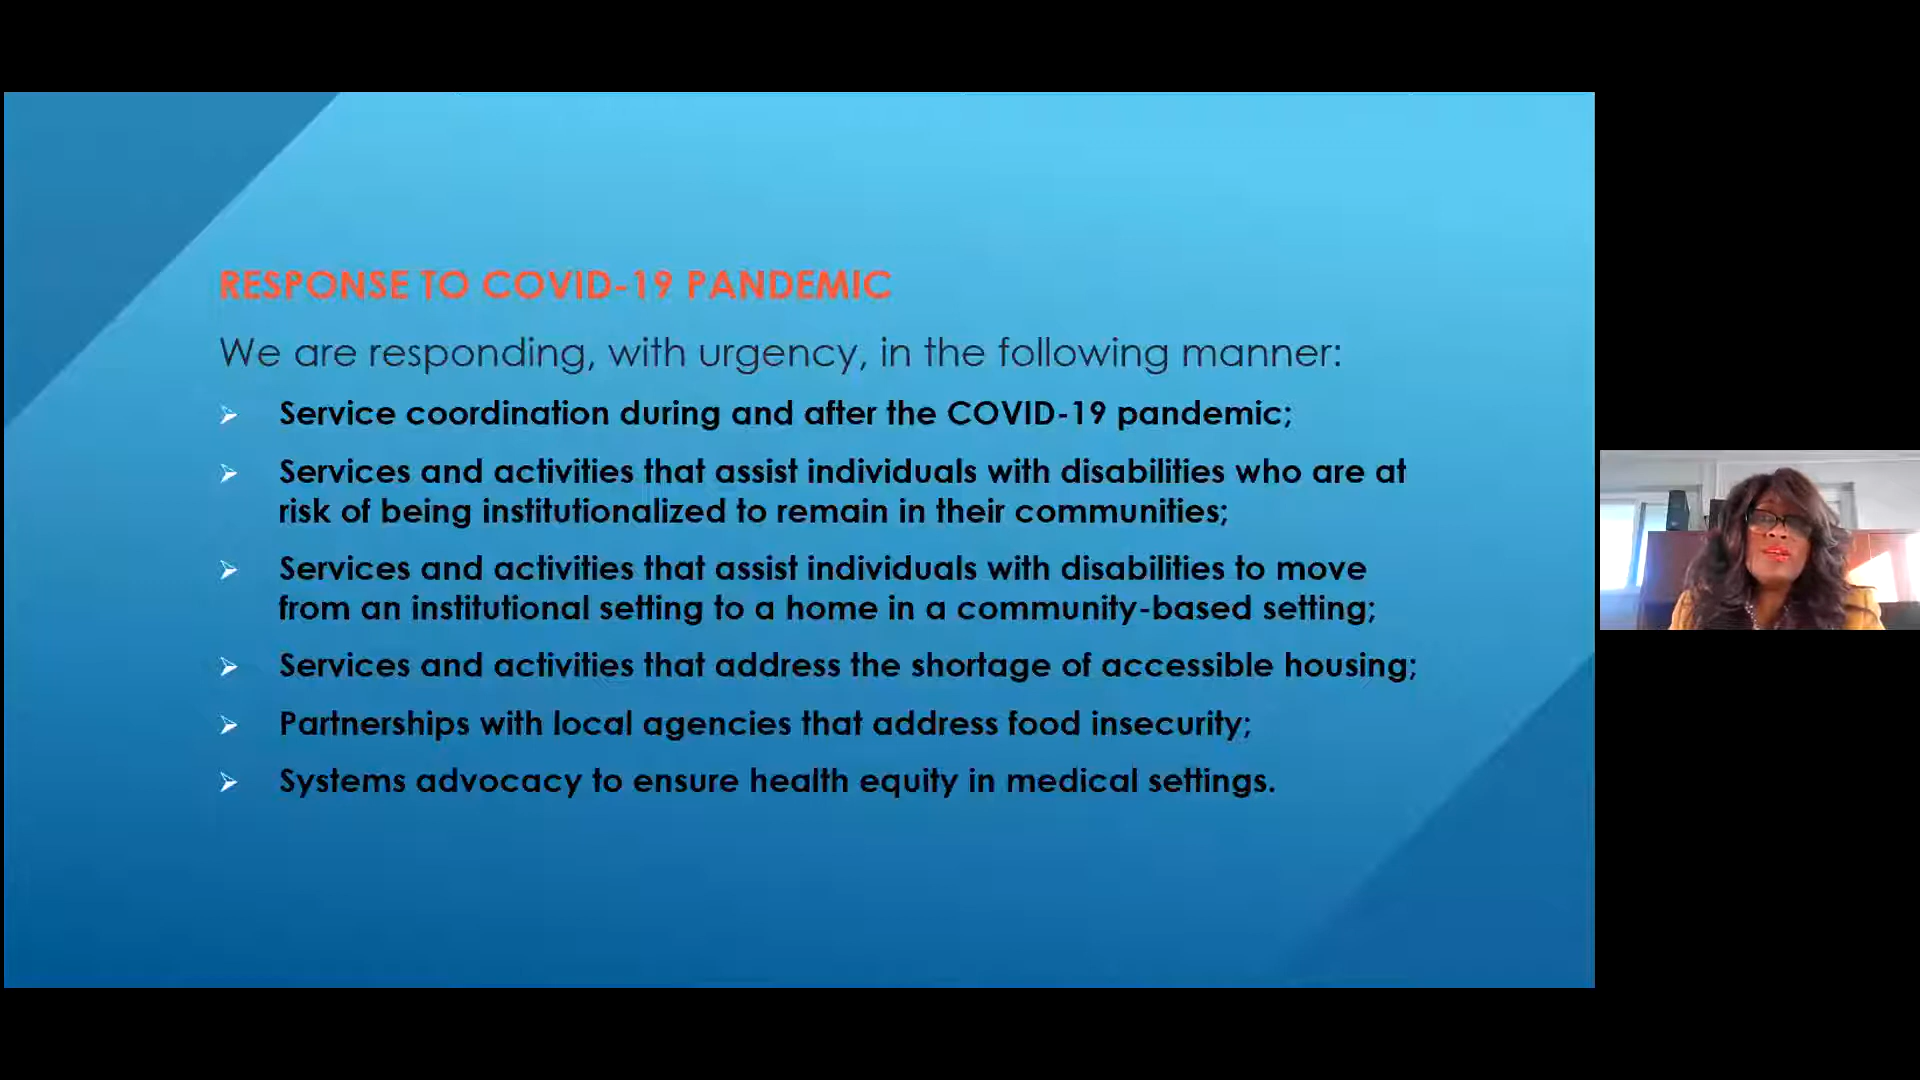 RESPONSE TO COVID-19 PANDEMIC
We are responding, with urgency, in the following manner:
Service coordination during and after the COVID-19 pandemic;
Services and activities that assist individuals with disabilities who are at
risk of being institutionalized to remain in their communities;
Services and activities that assist individuals with disabilities to move
from an institutional setting to a home in a community-based setting;
Services and activities that address the shortage of accessible housing;
Partnerships with local agencies that address food insecurity;
Systems advocacy to ensure health equity in medical settings.